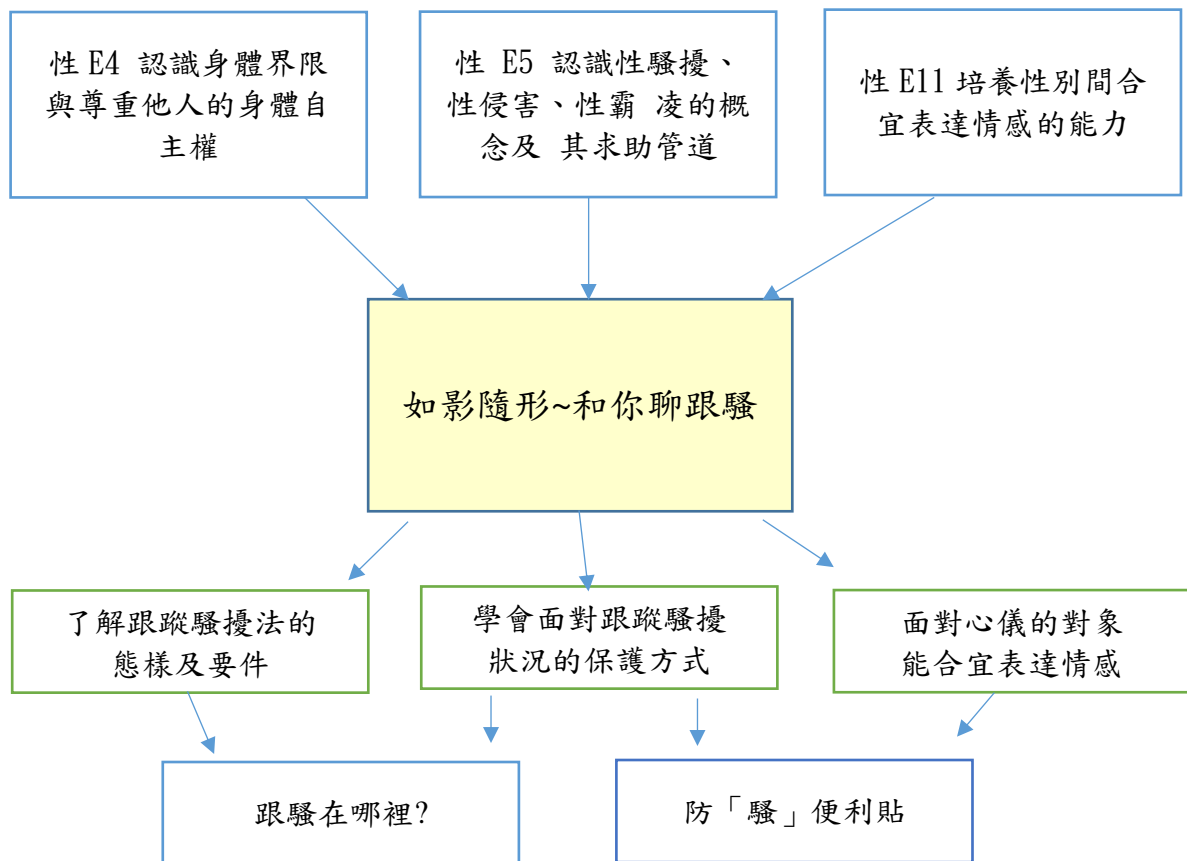 性 E4 認識身體界限
與尊重他人的身體自
主權
性 E5 認識性騷擾、
性侵害、性霸 凌的概
念及 其求助管道
性 E11 培養性別間合
宜表達情感的能力
如影隨形~和你聊跟騷
了解跟蹤騷擾法的
態樣及要件
學會面對跟蹤騷擾
狀況的保護方式
面對心儀的對象
能合宜表達情感
跟騷在哪裡?
防「騷」便利貼